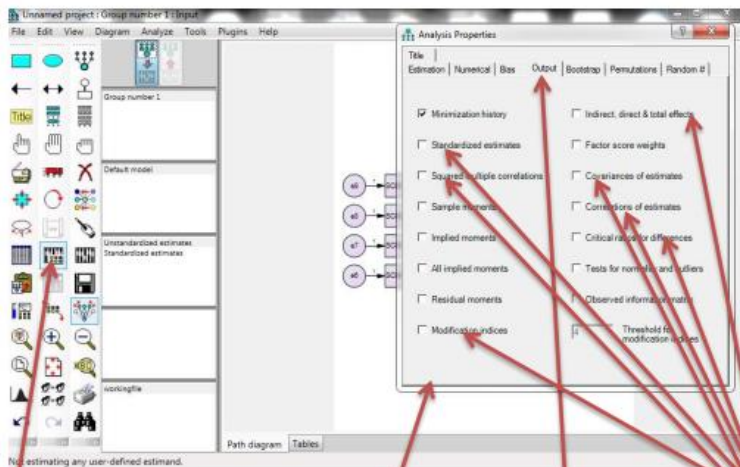 Unnamed project : Group number 1 : Input
File Edit View Diagram Analyze Tools Plugins Help
Title
Group number 1
Default model
Unstandardized estimates
Standardized estimates
workingfile
Path diagram Tables
Not estimating any user-defined estimand.
e6
e7
Analysis Properties
Title
Estimation Numerical Bias Output Bootstrap Permutations Random #
Minimization history
Indirect, direct & total effects
Standardized estimates
Factor score weights
Squared multiple correlations
Covariances of estimates
Sample moments
Correlations of estimates
Implied moments
Critical ratios for differences
All implied moments
Tests for normality and outliers
Residual moments
Observed information matrix
Modification indices
4
Threshold for
modification indices